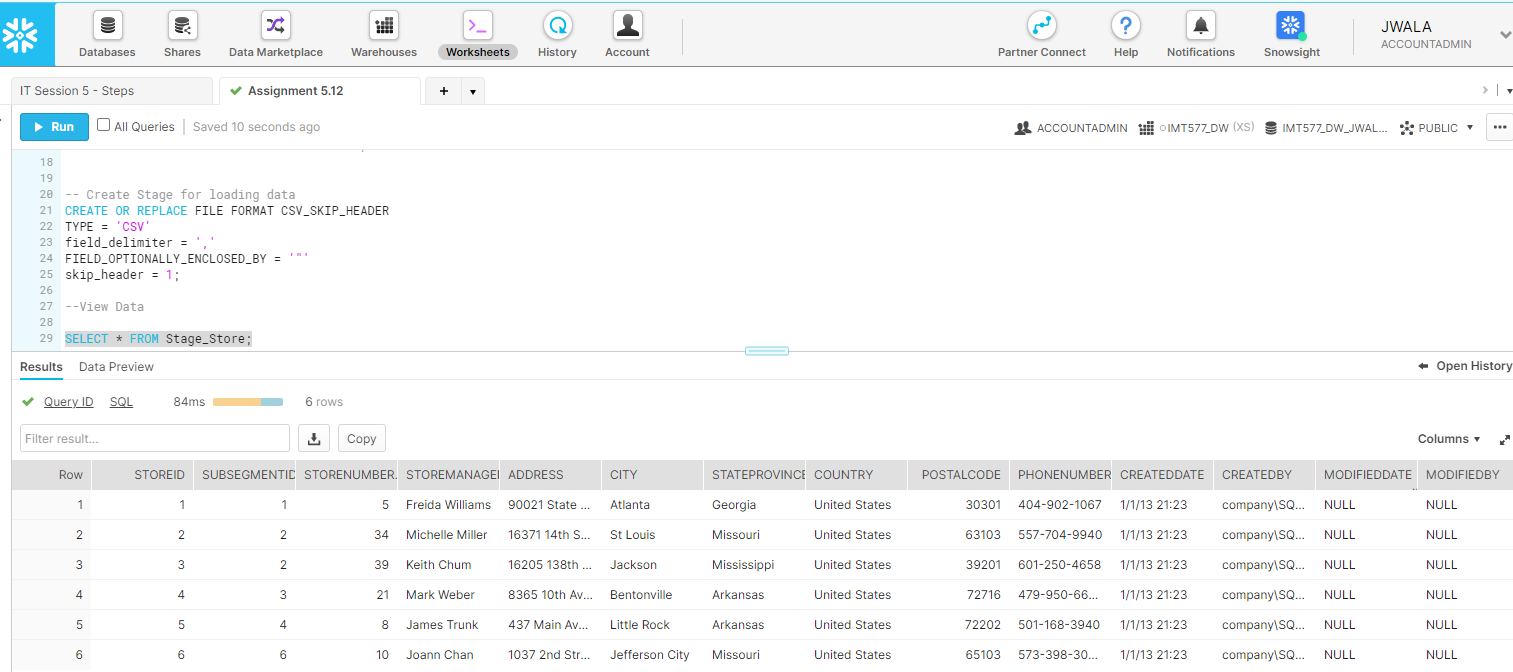 Databases Shares Data Marketplace Warehouses Worksheets History Account Partner Connect Help Notifications Snowsight JWALA
ACCOUNTADMIN
IT Session 5 - Steps Assignment 5.12 +
Run All Queries Saved 10 seconds ago ACCOUNTADMIN IMT577_DW (XS) IMT577_DW_JWAL... PUBLIC ...
18
19
20 -- Create Stage for loading data
21 CREATE OR REPLACE FILE FORMAT CSV_SKIP_HEADER
22 TYPE = 'CSV'
23 field_delimiter = ','
24 FIELD_OPTIONALLY_ENCLOSED_BY = '"'
25 skip_header = 1;
26
27 --View Data
28
29 SELECT * FROM Stage_Store;
Results Data Preview Open History
Query ID SQL 84ms 6 rows
Filter result... Copy Columns
Row STOREID SUBSEGMENTID STORENUMBER. STOREMANAGE ADDRESS CITY STATEPROVINCE COUNTRY POSTALCODE PHONENUMBER CREATEDDATE CREATEDBY MODIFIEDDATE MODIFIEDBY
1 1 1 5 Freida Williams 90021 State ... Atlanta Georgia United States 30301 404-902-1067 1/1/13 21:23 company\SQ... NULL NULL
2 2 2 34 Michelle Miller 16371 14th S... St Louis Missouri United States 63103 557-704-9940 1/1/13 21:23 company\SQ... NULL NULL
3 3 2 39 Keith Chum 16205 138th ... Jackson Mississippi United States 39201 601-250-4658 1/1/13 21:23 company\SQ... NULL NULL
4 4 3 21 Mark Weber 8365 10th Av... Bentonville Arkansas United States 72716 479-950-66... 1/1/13 21:23 company\SQ... NULL NULL
5 5 4 8 James Trunk 437 Main Av... Little Rock Arkansas United States 72202 501-168-3940 1/1/13 21:23 company\SQ... NULL NULL
6 6 6 10 Joann Chan 1037 2nd Str... Jefferson City Missouri United States 65103 573-398-30... 1/1/13 21:23 company\SQ... NULL NULL